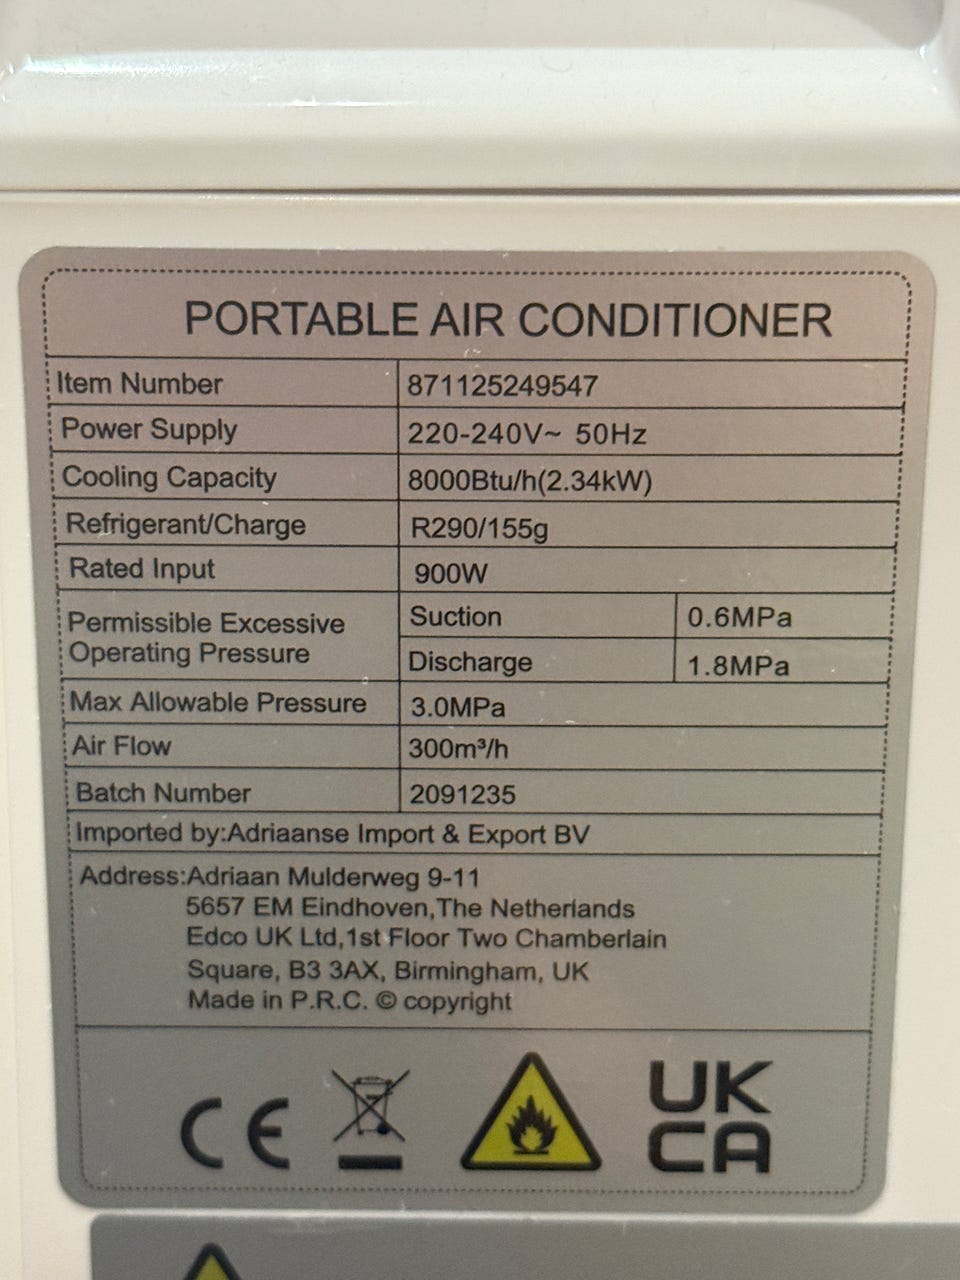 PORTABLE AIR CONDITIONER
Item Number 871125249547
Power Supply 220-240V~ 50Hz
Cooling Capacity 8000Btu/h(2.34kW)
Refrigerant/Charge R290/155g
Rated Input 900W
Permissible Excessive Operating Pressure Suction 0.6MPa
Discharge 1.8MPa
Max Allowable Pressure 3.0MPa
Air Flow 300m³/h
Batch Number 2091235
Imported by:Adriaanse Import & Export BV
Address:Adriaan Mulderweg 9-11
5657 EM Eindhoven,The Netherlands
Edco UK Ltd,1st Floor Two Chamberlain
Square, B3 3AX, Birmingham, UK
Made in P.R.C. © copyright
CE
UK
CA